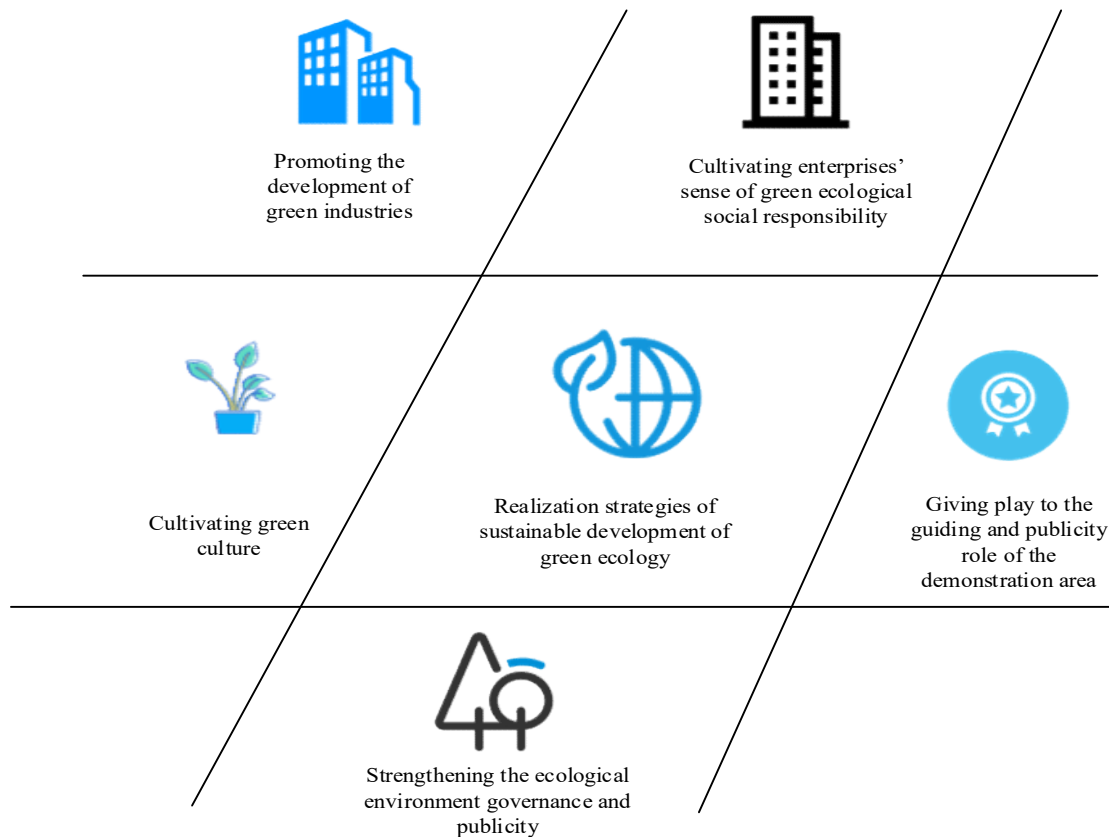 Promoting the
development of
green industries
Cultivating enterprises’
sense of green ecological
social responsibility
Cultivating green
culture
Realization strategies of
sustainable development of
green ecology
Giving play to the
guiding and publicity
role of the
demonstration area
Strengthening the ecological
environment governance and
publicity